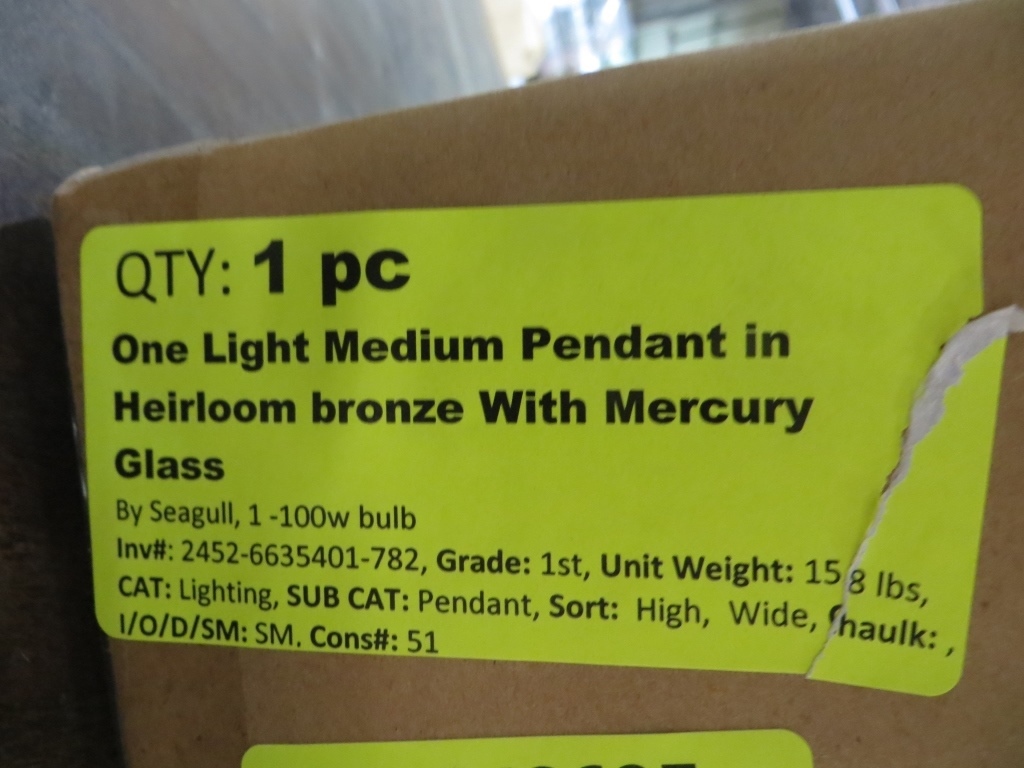 QTY: 1 pc
One Light Medium Pendant in
Heirloom bronze With Mercury
Glass
By Seagull, 1 -100w bulb
Inv#: 2452-6635401-782, Grade: 1st, Unit Weight: 15 8 lbs,
CAT: Lighting, SUB CAT: Pendant, Sort: High, Wide, Chaulk: ,
I/O/D/SM: SM. Cons#: 51